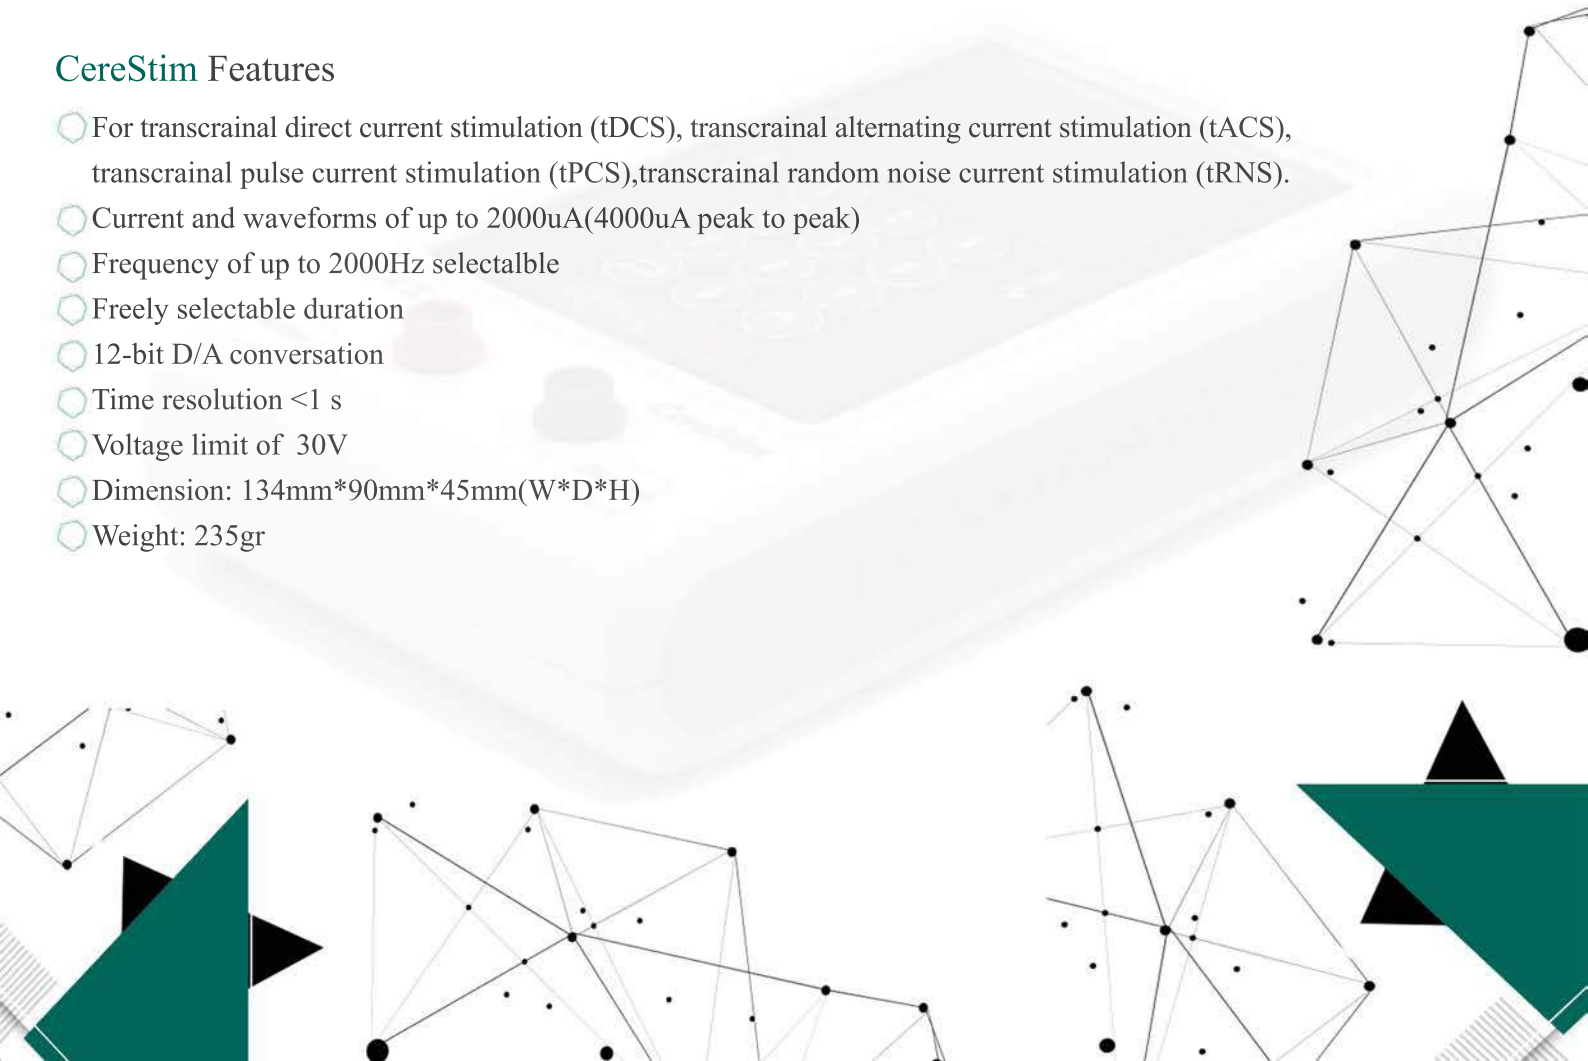 CereStim Features
For transcrainal direct current stimulation (tDCS), transcrainal alternating current stimulation (tACS),
transcrainal pulse current stimulation (tPCS),transcrainal random noise current stimulation (tRNS).
Current and waveforms of up to 2000uA(4000uA peak to peak)
Frequency of up to 2000Hz selectalble
Freely selectable duration
12-bit D/A conversation
Time resolution <1 s
Voltage limit of  30V
Dimension: 134mm*90mm*45mm(W*D*H)
Weight: 235gr